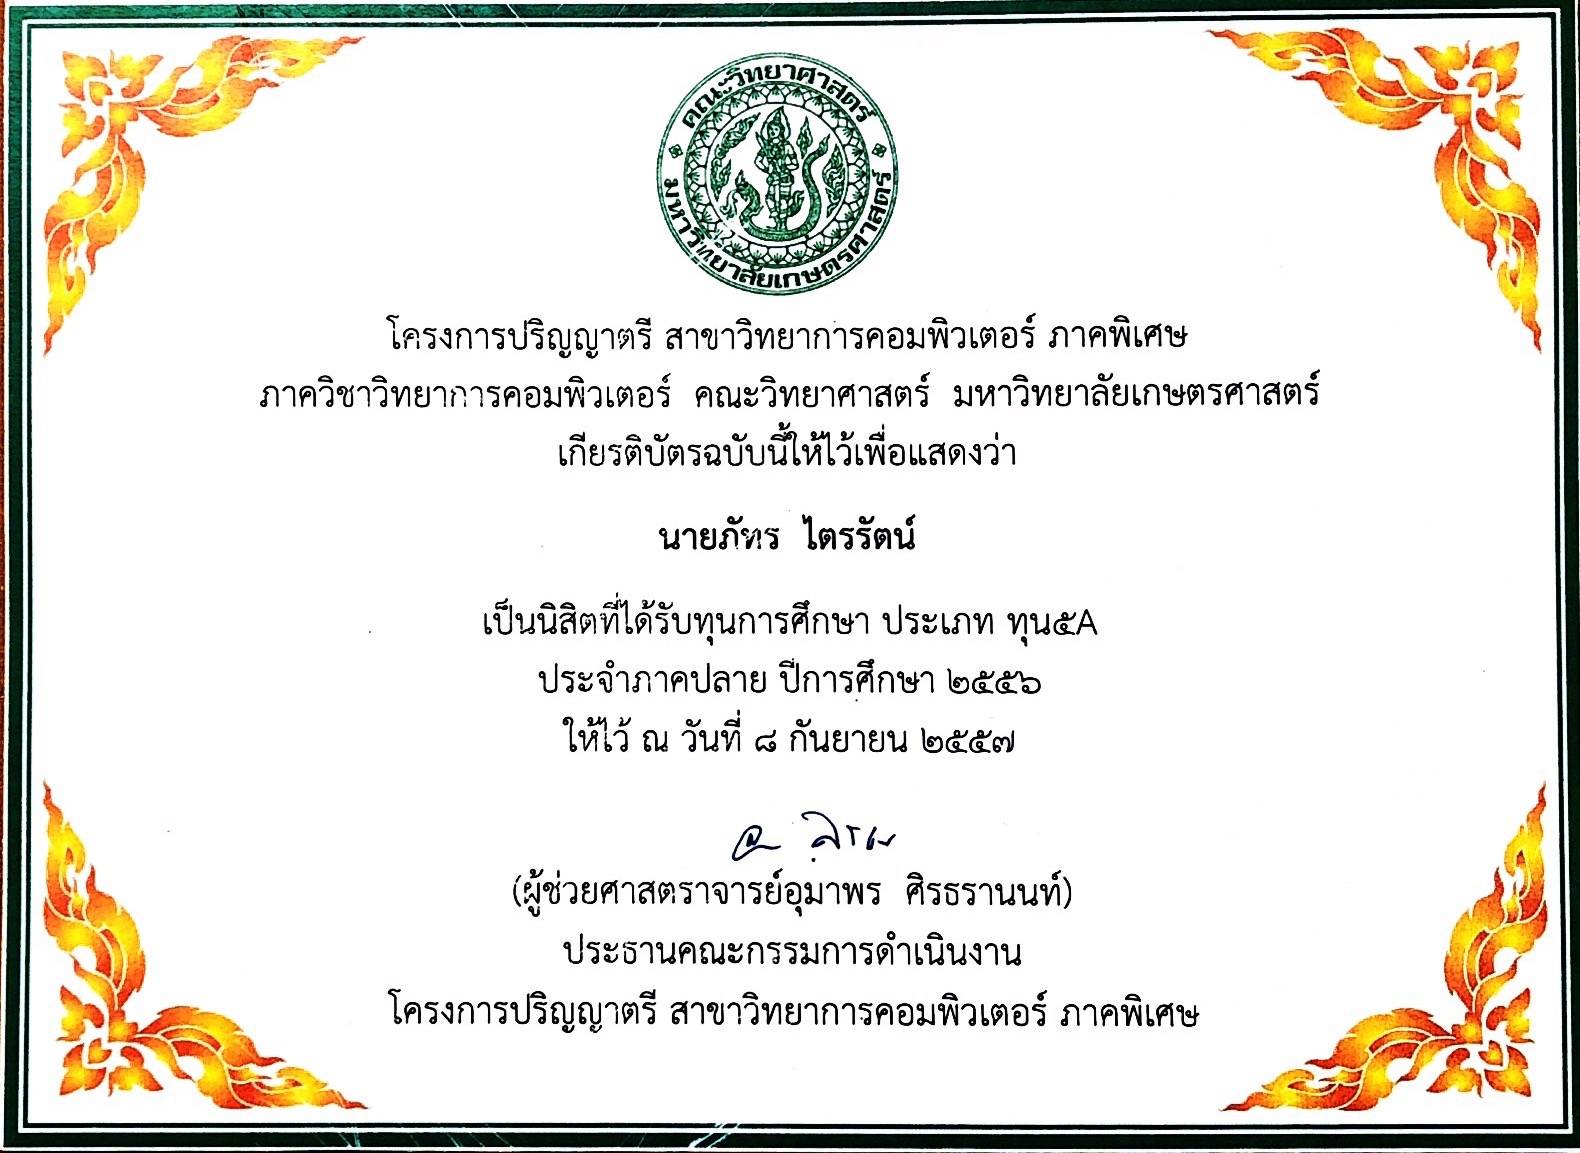 คณะวิทยาศาสตร์
มหาวิทยาลัยเกษตรศาสตร์
โครงการปริญญาตรี สาขาวิทยาการคอมพิวเตอร์ ภาคพิเศษ
ภาควิชาวิทยาการคอมพิวเตอร์ คณะวิทยาศาสตร์ มหาวิทยาลัยเกษตรศาสตร์
เกียรติบัตรฉบับนี้ให้ไว้เพื่อแสดงว่า
นายภัทร ไตรรัตน์
เป็นนิสิตที่ได้รับทุนการศึกษา ประเภท ทุน๕A
ประจำภาคปลาย ปีการศึกษา ๒๕๕๖
ให้ไว้ ณ วันที่ ๘ กันยายน ๒๕๕๗
(ผู้ช่วยศาสตราจารย์อุมาพร ศิรธรานนท์)
ประธานคณะกรรมการดำเนินงาน
โครงการปริญญาตรี สาขาวิทยาการคอมพิวเตอร์ ภาคพิเศษ